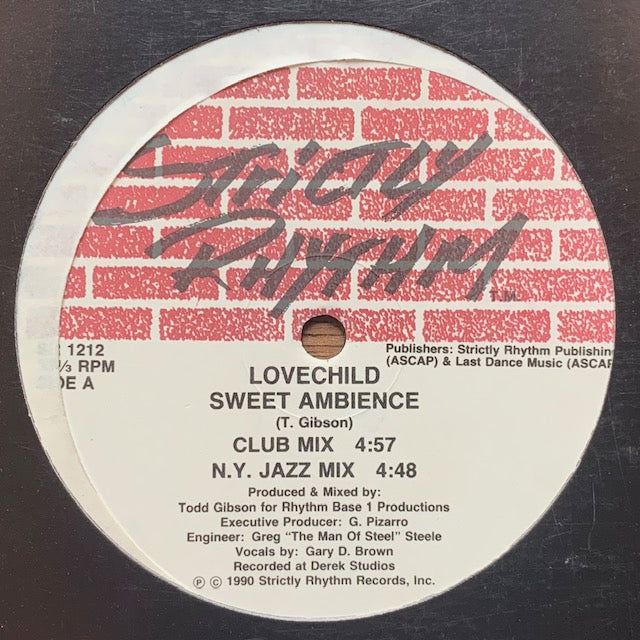 STRICTLY
RHYTHM
T.M.
1212
⅓ RPM
DE A
Publishers: Strictly Rhythm Publishin
(ASCAP) & Last Dance Music (ASCAP
LOVECHILD
SWEET AMBIENCE
(T. Gibson)
CLUB MIX 4:57
N.Y. JAZZ MIX 4:48
Produced & Mixed by:
Todd Gibson for Rhythm Base 1 Productions
Executive Producer: G. Pizarro
Engineer: Greg "The Man Of Steel" Steele
Vocals by: Gary D. Brown
Recorded at Derek Studios
Ⓟ © 1990 Strictly Rhythm Records, Inc.